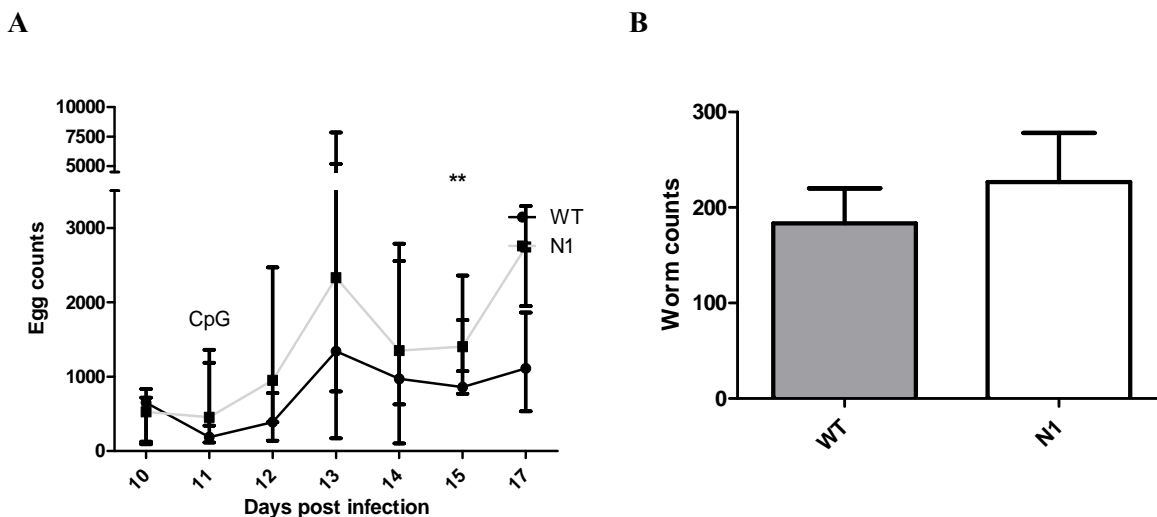 A
Egg counts
10000
7500
5000
3000
2000
1000
0
CpG
**
WT
N1
10 11 12 13 14 15 17
Days post infection
B
Worm counts
300
200
100
0
WT N1